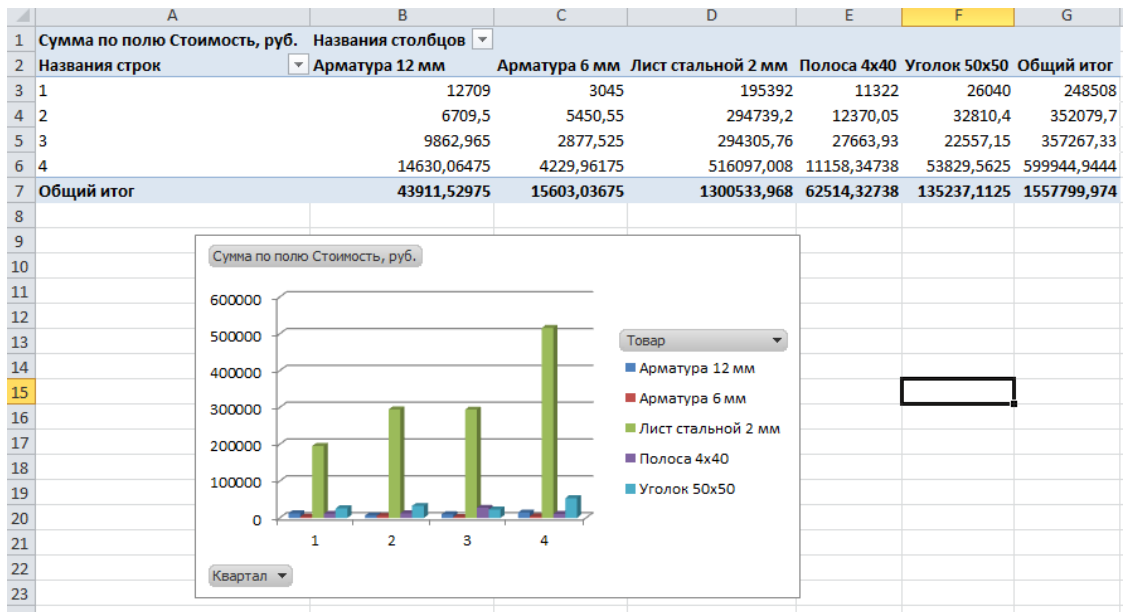 A B C D E F G
1 Сумма по полю Стоимость, руб. Названия столбцов
2 Названия строк Арматура 12 мм Арматура 6 мм Лист стальной 2 мм Полоса 4х40 Уголок 50х50 Общий итог
3 1 12709 3045 195392 11322 26040 248508
4 2 6709,5 5450,55 294739,2 12370,05 32810,4 352079,7
5 3 9862,965 2877,525 294305,76 27663,93 22557,15 357267,33
6 4 14630,06475 4229,96175 516097,008 11158,34738 53829,5625 599944,9444
7 Общий итог 43911,52975 15603,03675 1300533,968 62514,32738 135237,1125 1557799,974
8
9
10
11
12
13
14
15
16
17
18
19
20
21
22
23
Сумма по полю Стоимость, руб.
600000
500000
400000
300000
200000
100000
0
1 2 3 4
Квартал
Товар
Арматура 12 мм
Арматура 6 мм
Лист стальной 2 мм
Полоса 4х40
Уголок 50х50